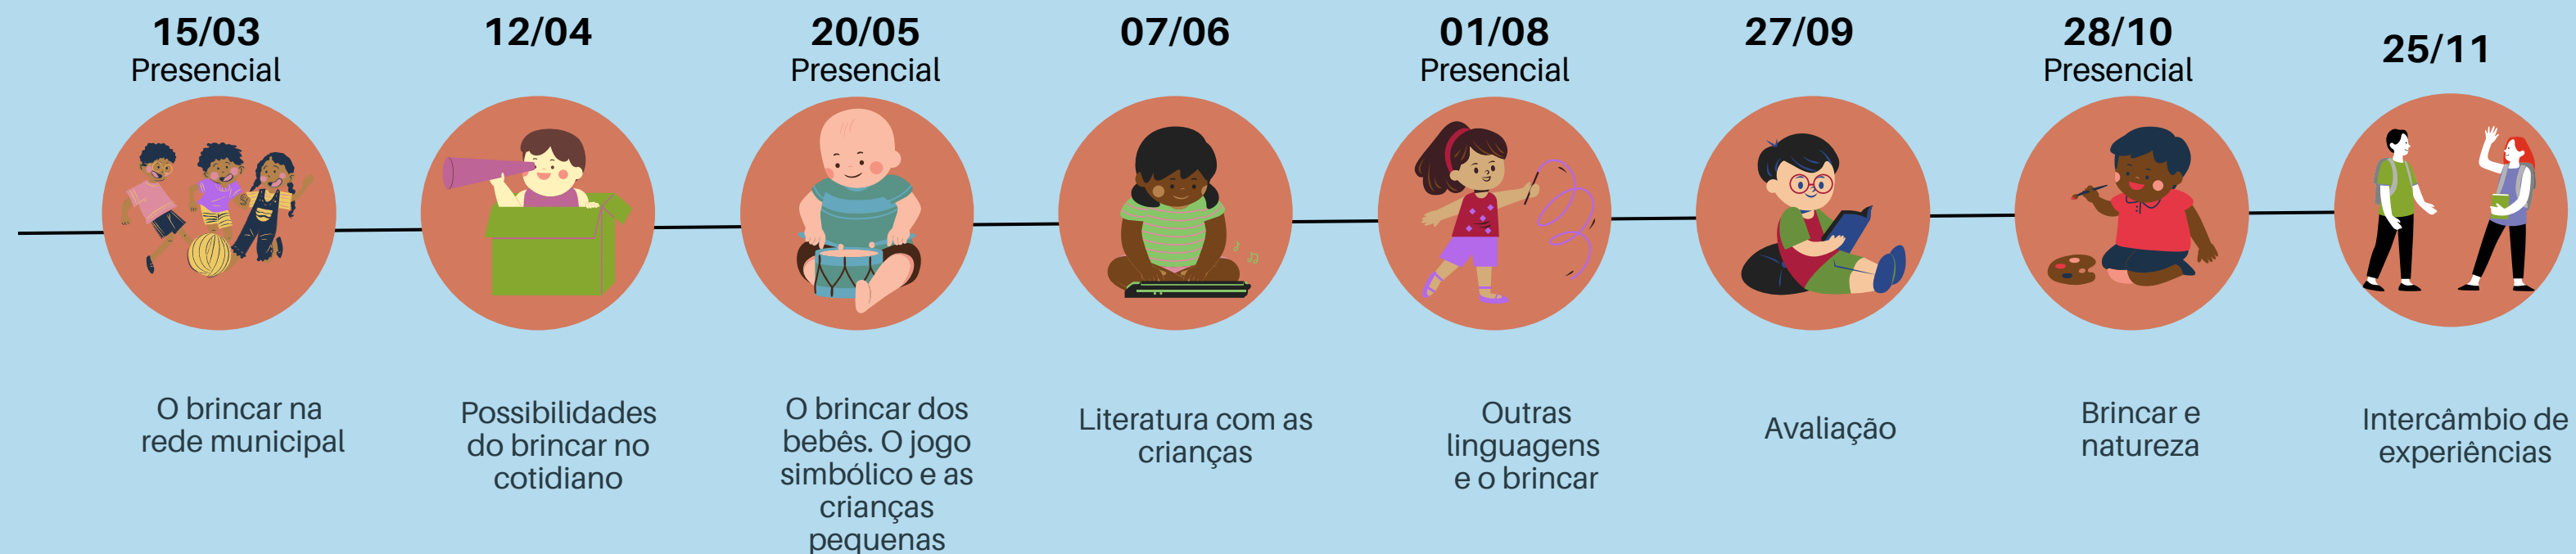 15/03
Presencial
12/04
20/05
Presencial
07/06
01/08
Presencial
27/09
28/10
Presencial
25/11
O brincar na
rede municipal
Possibilidades
do brincar no
cotidiano
O brincar dos
bebês. O jogo
simbólico e as
crianças
pequenas
Literatura com as
crianças
Outras
linguagens
e o brincar
Avaliação
Brincar e
natureza
Intercâmbio de
experiências